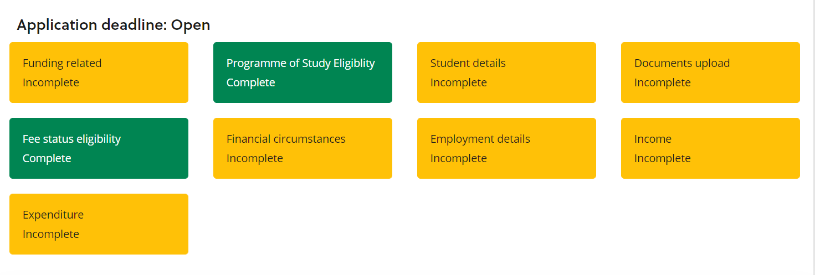 Application deadline: Open
Funding related
Incomplete
Programme of Study Eligiblity
Complete
Student details
Incomplete
Documents upload
Incomplete
Fee status eligibility
Complete
Financial circumstances
Incomplete
Employment details
Incomplete
Income
Incomplete
Expenditure
Incomplete